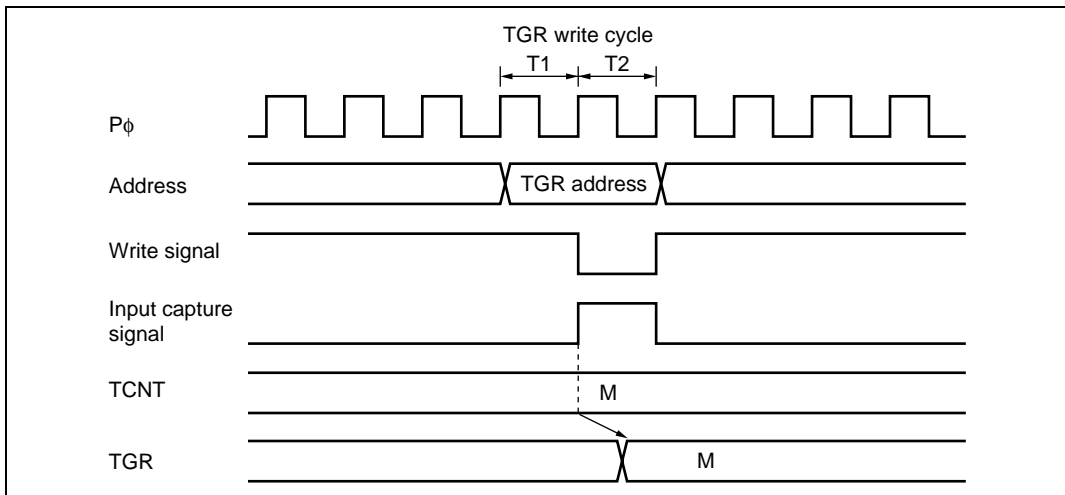 TGR write cycle
T1 T2
Pϕ
Address
TGR address
Write signal
Input capture
signal
TCNT
M
TGR
M